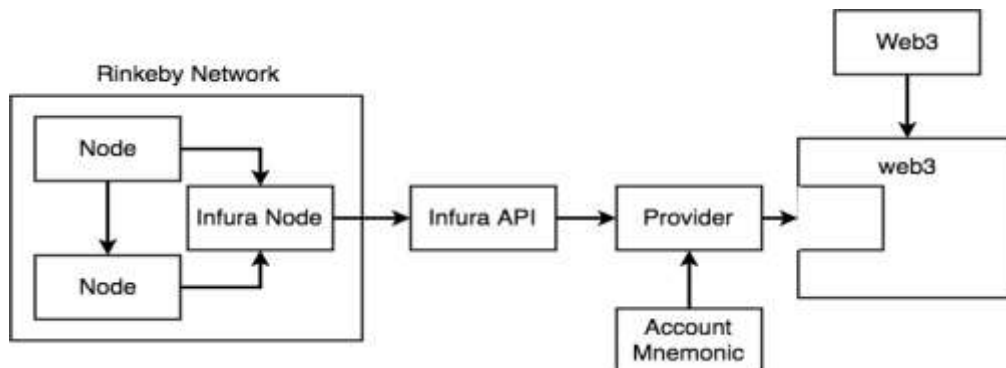 Web3
Rinkeby Network
Node
web3
Infura Node
Infura API
Provider
Node
Account
Mnemonic